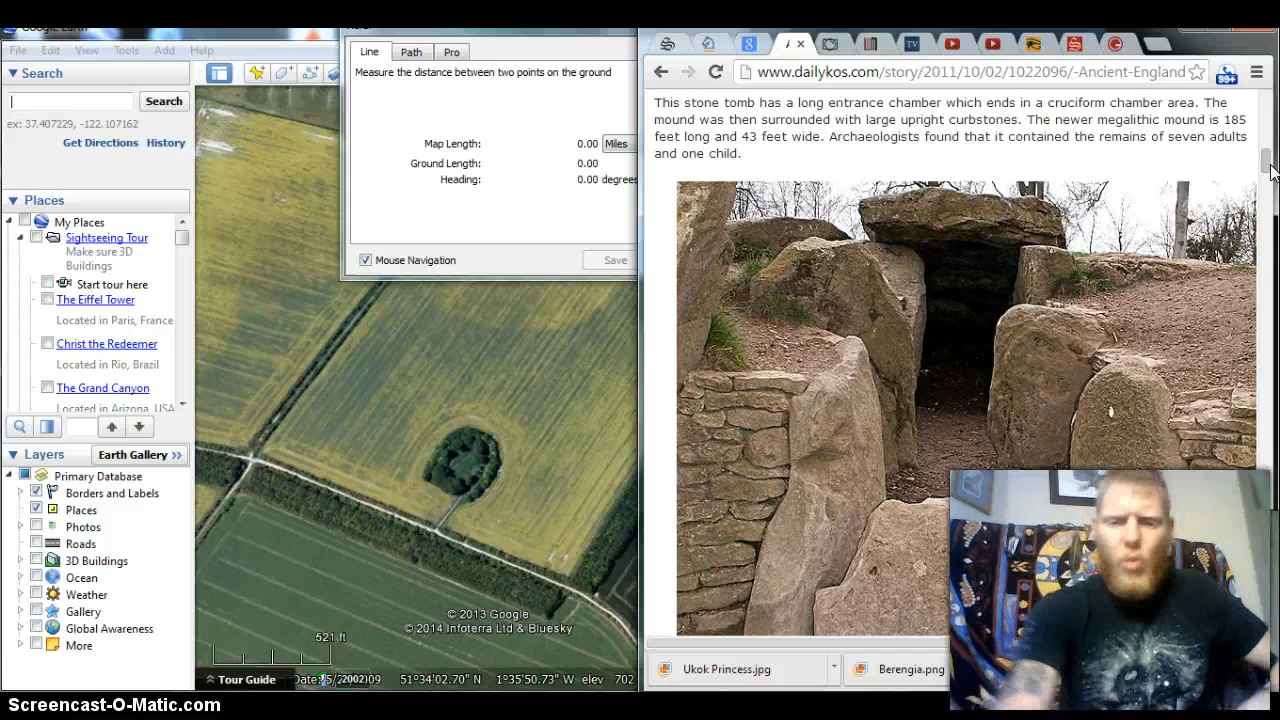 File Edit View Tools Add Help
Search
Search
ex: 37.407229, -122.107162
Get Directions History
Places
My Places
Sightseeing Tour
Make sure 3D
Buildings
Start tour here
The Eiffel Tower
Located in Paris, France
Christ the Redeemer
Located in Rio, Brazil
The Grand Canyon
Located in Arizona, USA
Layers
Earth Gallery >>
Primary Database
Borders and Labels
Places
Photos
Roads
3D Buildings
Ocean
Weather
Gallery
Global Awareness
More
Line Path Pro
Measure the distance between two points on the ground
Map Length: 0.00 Miles
Ground Length: 0.00
Heading: 0.00 degrees
Mouse Navigation
Save
© 2013 Google
© 2014 Infoterra Ltd & Bluesky
521 ft
Tour Guide
2002
51°34'02.70" N 1°35'50.73" W elev 702
www.dailykos.com/story/2011/10/02/1022096/-Ancient-England
99+
This stone tomb has a long entrance chamber which ends in a cruciform chamber area. The
mound was then surrounded with large upright curbstones. The newer megalithic mound is 185
feet long and 43 feet wide. Archaeologists found that it contained the remains of seven adults
and one child.
Ukok Princess.jpg
Berengia.png
Screencast-O-Matic.com